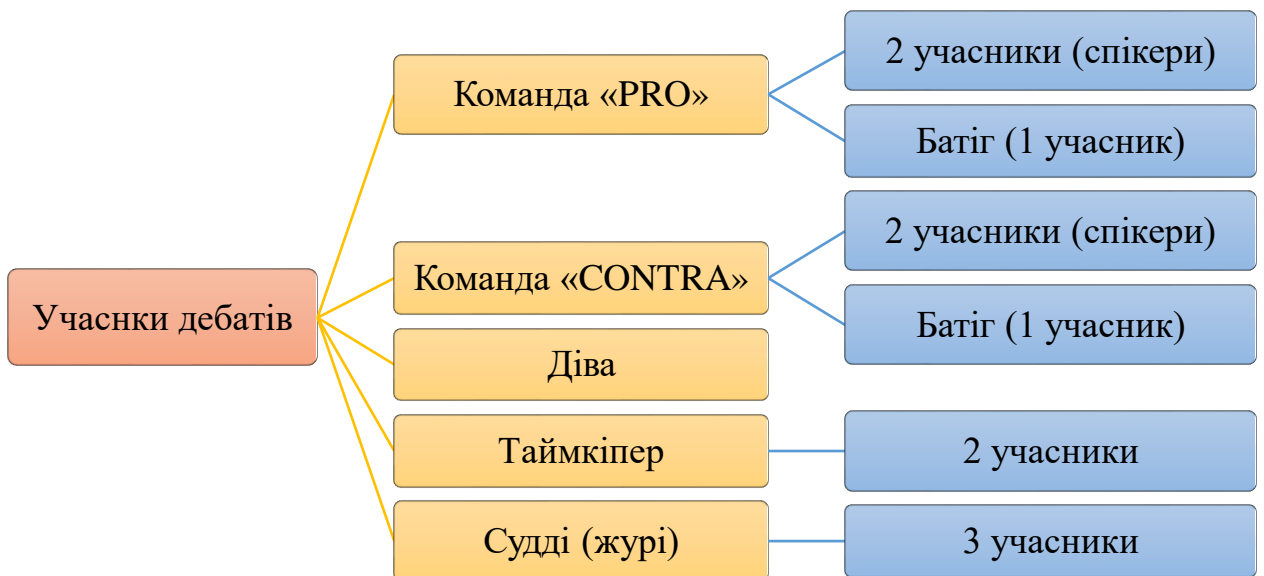 Учаснки дебатів
Команда «PRO»
2 учасники (спікери)
Батіг (1 учасник)
Команда «CONTRA»
2 учасники (спікери)
Батіг (1 учасник)
Діва
Таймкіпер
2 учасники
Судді (журі)
3 учасники